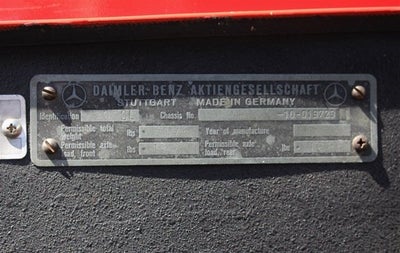 DAIMLER-BENZ AKTIENGESELLSCHAFT
STUTTGART MADE IN GERMANY
Identification Chassis No.
Permissible total weight lbs Year of manufacture
Permissible axle load, front lbs Permissible axle load, rear lbs